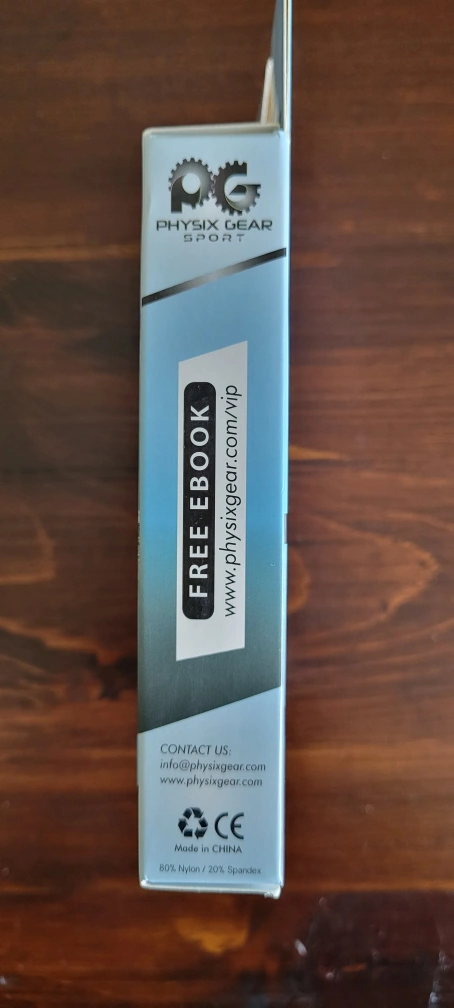 PG
PHYSIX GEAR
SPORT
FREE EBOOK
www.physixgear.com/vip
CONTACT US:
info@physixgear.com
www.physixgear.com
CE
Made in CHINA
80% Nylon / 20% Spandex